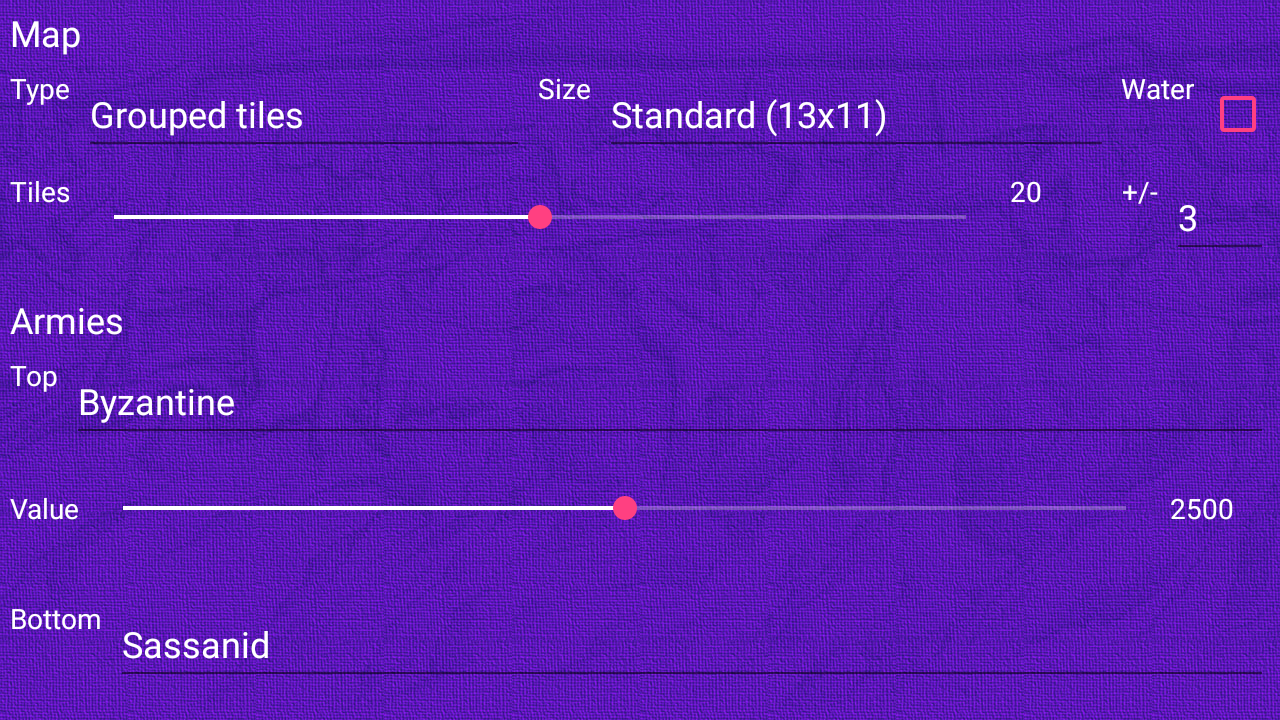 Map
Type Grouped tiles Size Standard (13x11) Water
Tiles 20 +/- 3
Armies
Top Byzantine
Value 2500
Bottom Sassanid